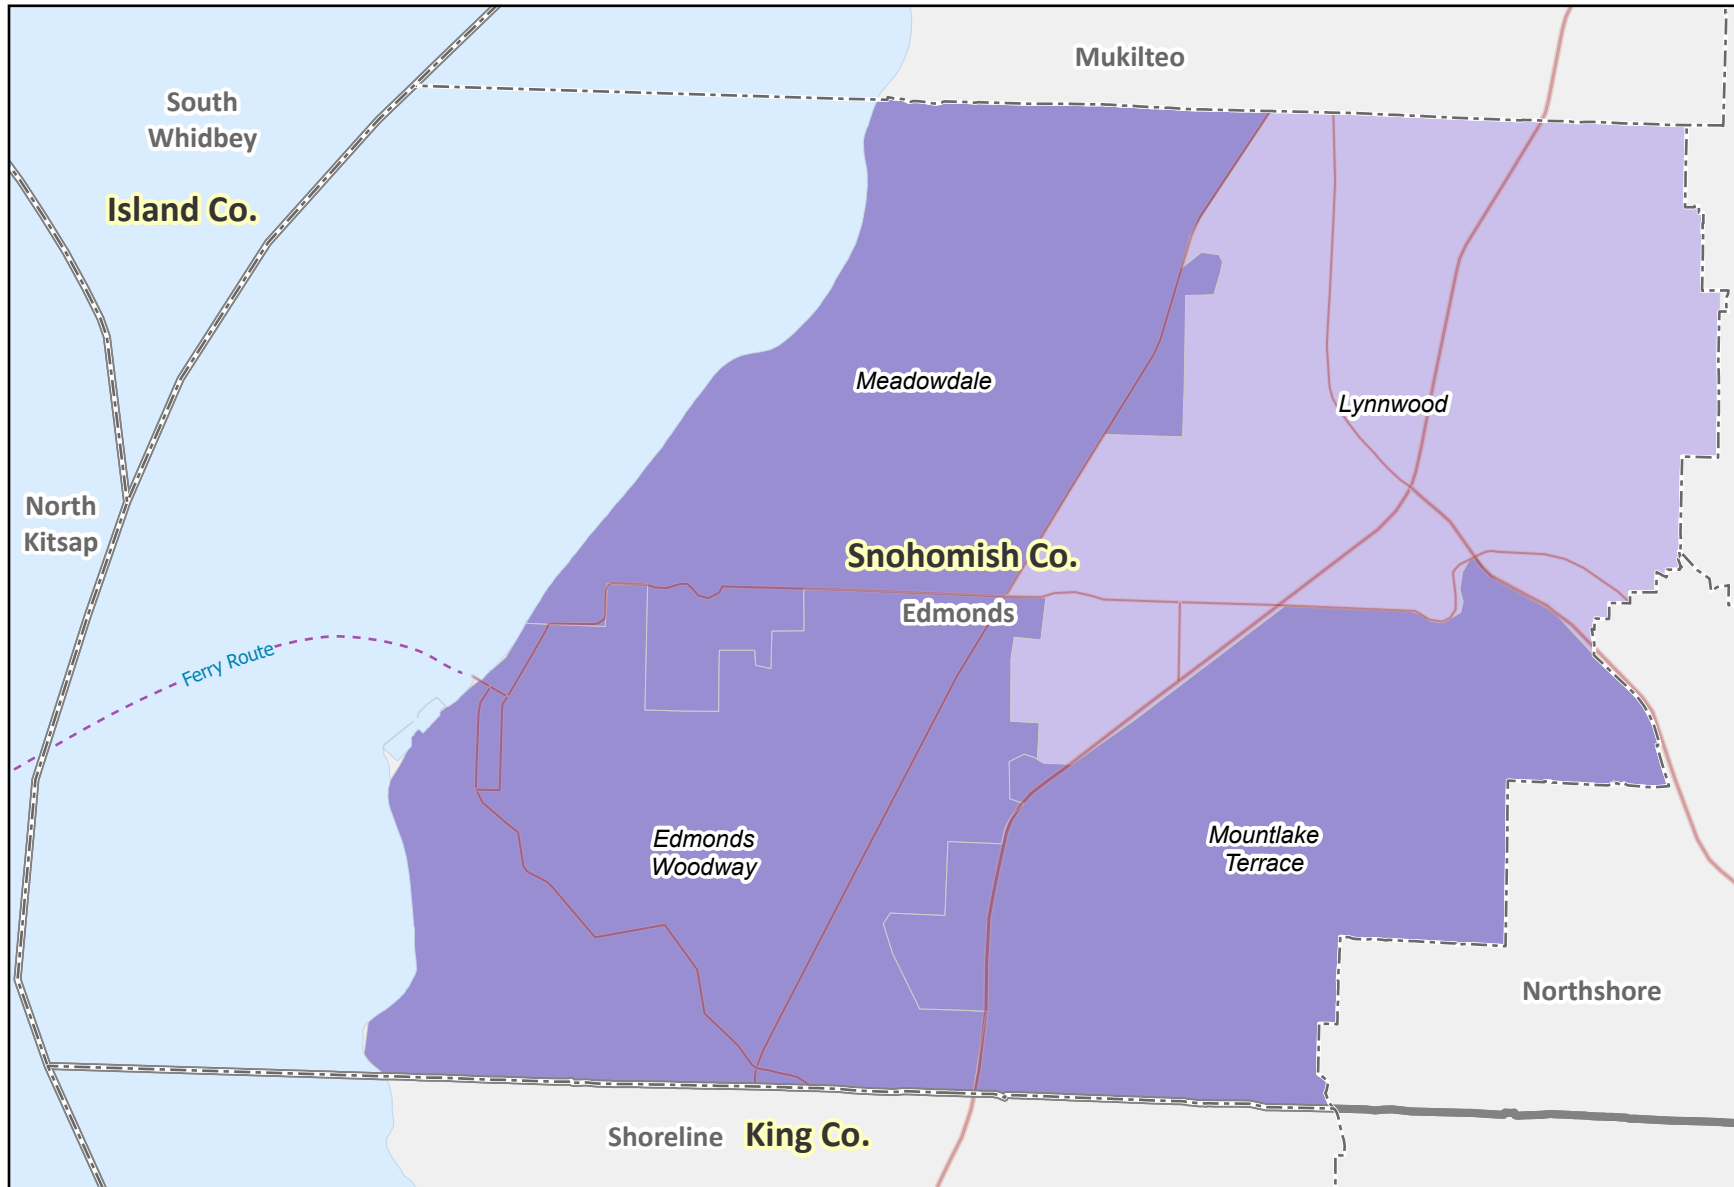 Mukilteo
South
Whidbey
Island Co.
Meadowdale
Lynnwood
North
Kitsap
Snohomish Co.
Edmonds
Ferry Route
Edmonds
Woodway
Mountlake
Terrace
Northshore
Shoreline
King Co.